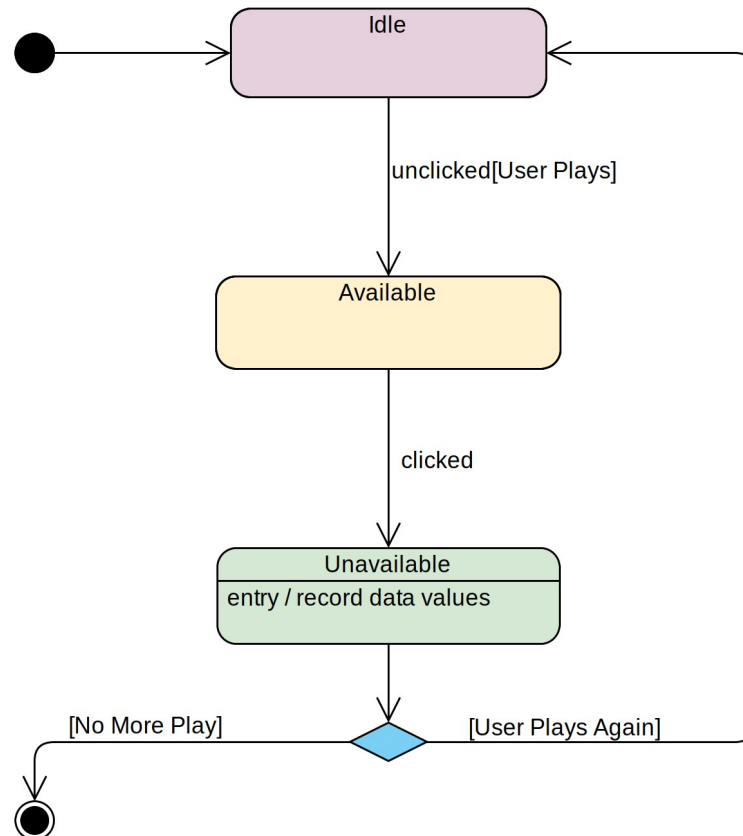 Idle
unclicked[User Plays]
Available
clicked
Unavailable
entry / record data values
[No More Play]
[User Plays Again]